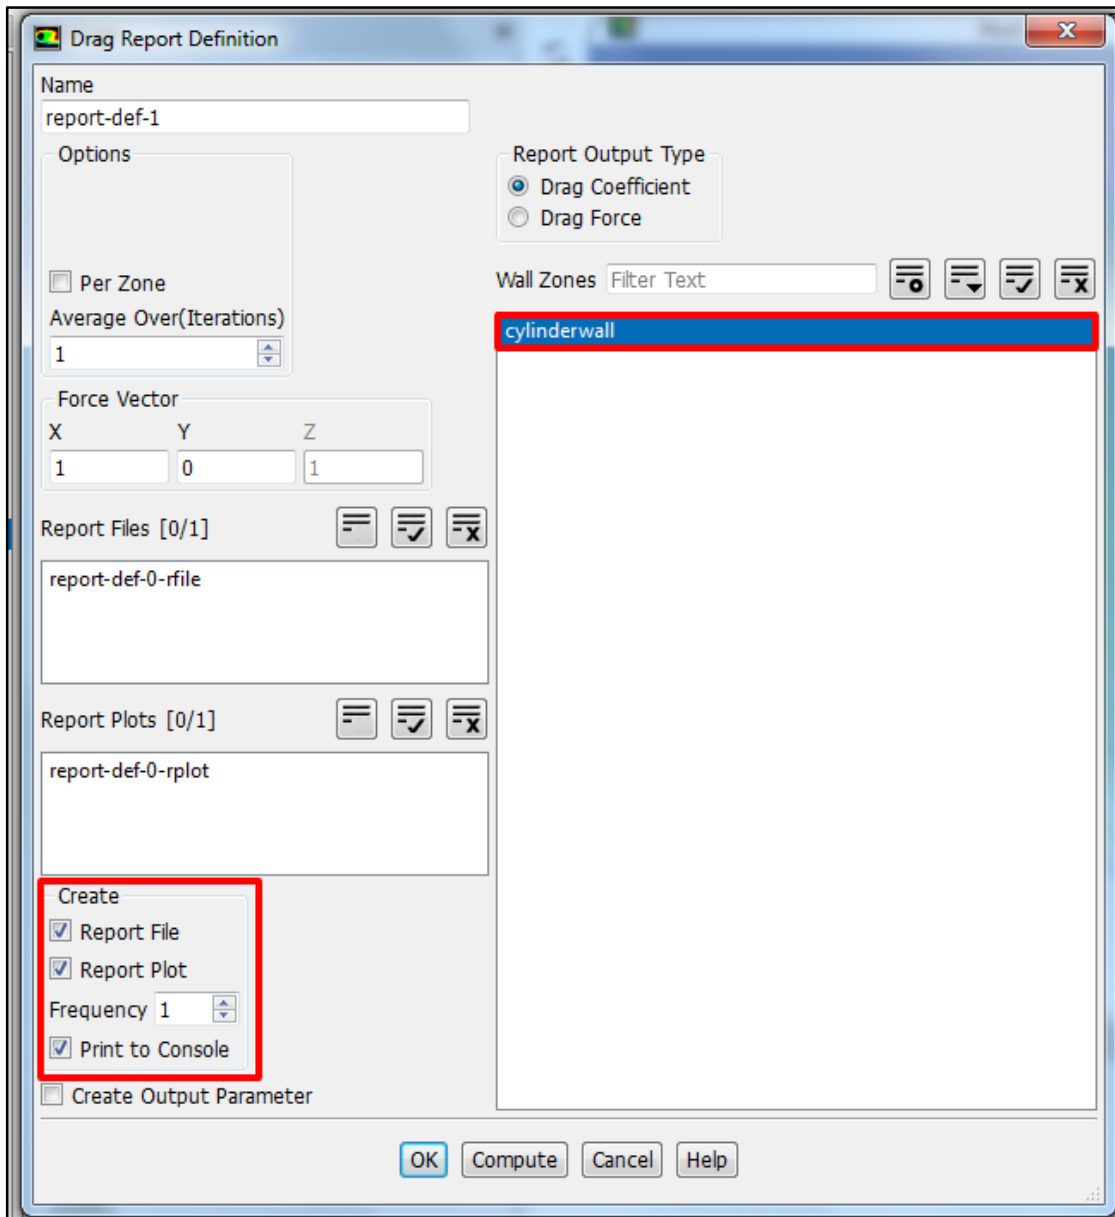 Drag Report Definition
Name
report-def-1
Options
Per Zone
Average Over(Iterations)
1
Force Vector
X Y Z
1 0 1
Report Files [0/1]
report-def-0-rfile
Report Plots [0/1]
report-def-0-rplot
Create
Report File
Report Plot
Frequency 1
Print to Console
Create Output Parameter
Report Output Type
Drag Coefficient
Drag Force
Wall Zones Filter Text
cylinderwall
OK Compute Cancel Help